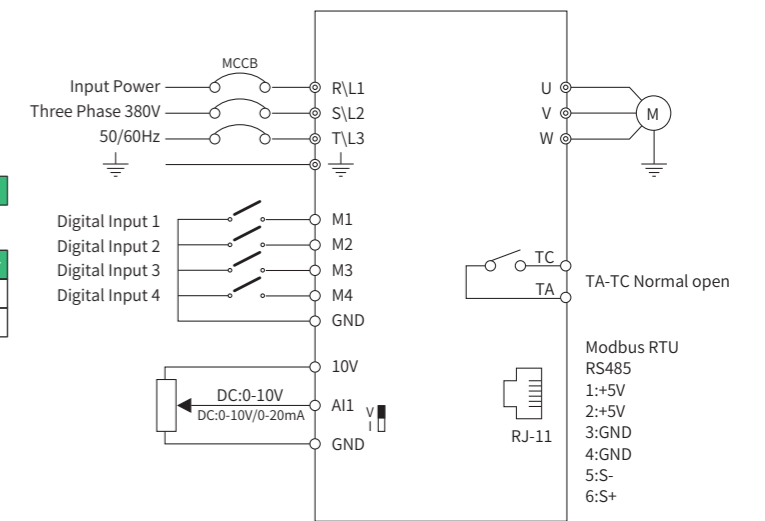 MCCB
Input Power
Three Phase 380V
50/60Hz
R\L1
S\L2
T\L3
U
V
W
M
Digital Input 1
Digital Input 2
Digital Input 3
Digital Input 4
M1
M2
M3
M4
GND
TC
TA
TA-TC Normal open
10V
DC:0-10V
DC:0-10V/0-20mA
AI1
V
I
GND
RJ-11
Modbus RTU
RS485
1:+5V
2:+5V
3:GND
4:GND
5:S-
6:S+